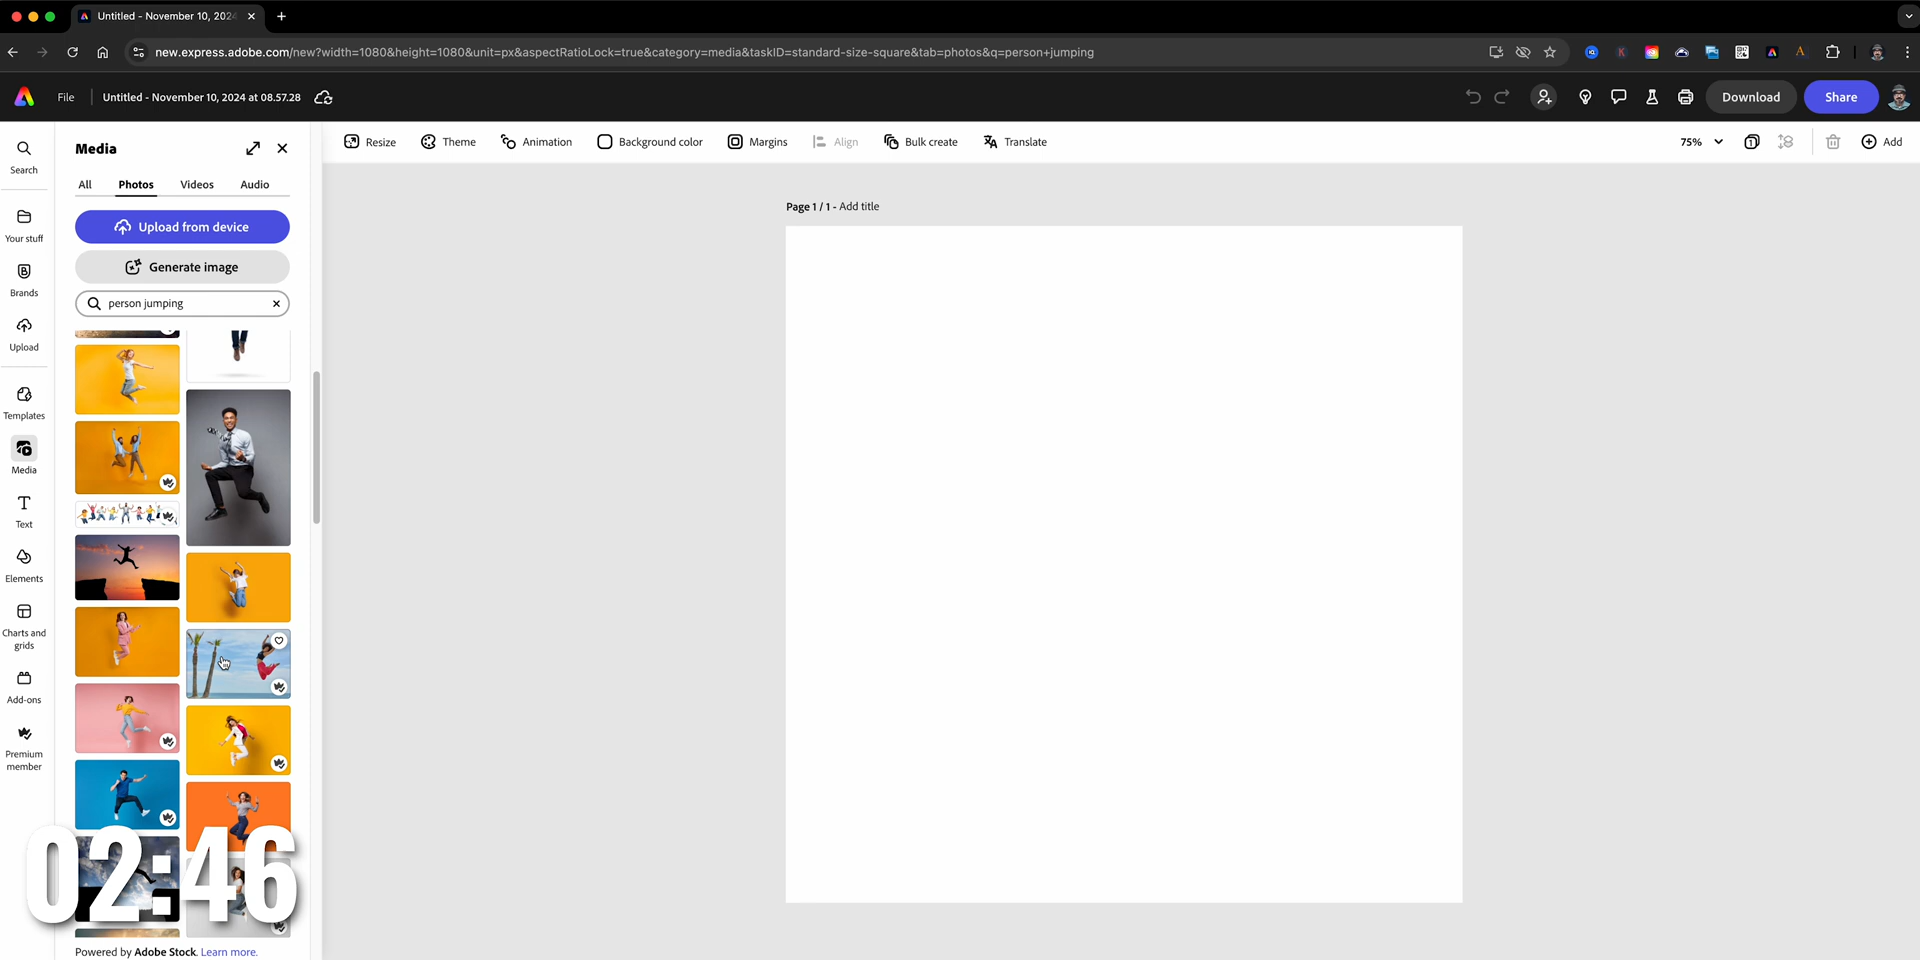 Untitled - November 10, 202
new.express.adobe.com/new?width=1080&height=1080&unit=px&aspectRatioLock=true&category=media&taskID=standard-size-square&tab=photos&q=person+jumping
File
Untitled - November 10, 2024 at 08.57.28
Download
Share
Search
Your stuff
Brands
Upload
Templates
Media
Text
Elements
Charts and
grids
Add-ons
Premium
member
Media
All
Photos
Videos
Audio
Upload from device
Generate image
person jumping
Powered by Adobe Stock. Learn more.
02:46
Resize
Theme
Animation
Background color
Margins
Align
Bulk create
Translate
75%
Add
Page 1 / 1 - Add title